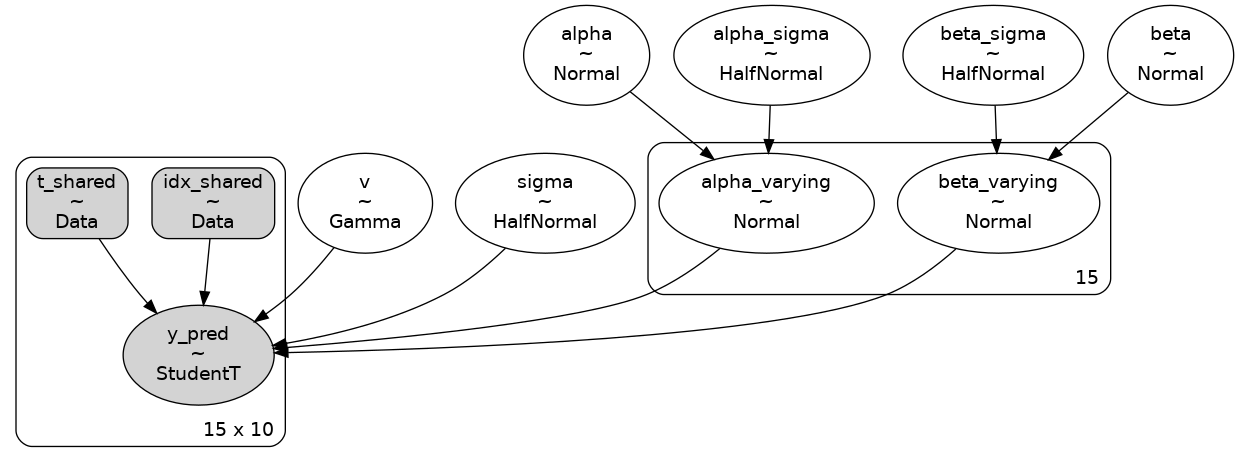 alpha
~
Normal
alpha_sigma
~
HalfNormal
beta_sigma
~
HalfNormal
beta
~
Normal
t_shared
~
Data
idx_shared
~
Data
v
~
Gamma
sigma
~
HalfNormal
alpha_varying
~
Normal
beta_varying
~
Normal
15
y_pred
~
StudentT
15 x 10